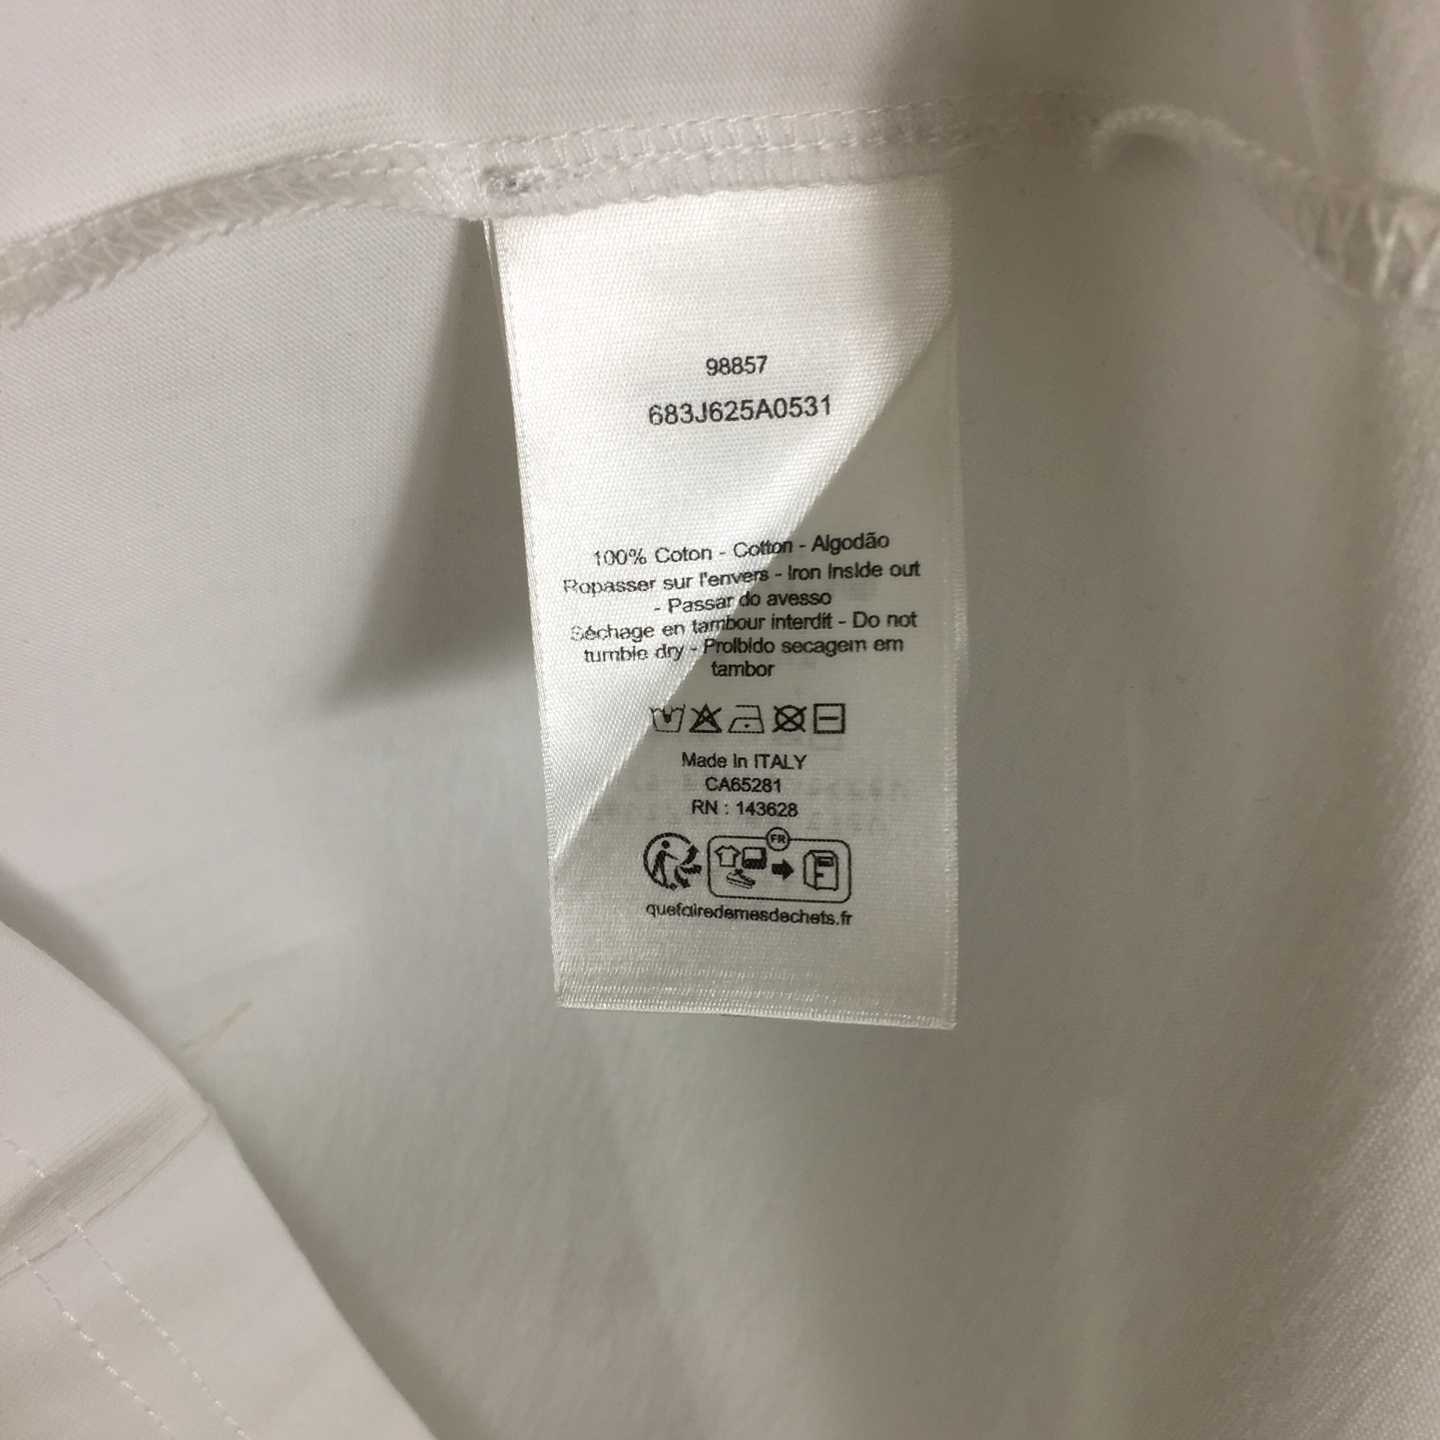 98857
683J625A0531
100% Coton - Cotton - Algodão
Ropasser sur l'envers - Iron Inside out
- Passar do avesso
Séchage en tambour interdit - Do not
tumble dry - Proibido secagem em
tambor
Made In ITALY
CA65281
RN : 143628
FR
F
quefairedemesdechets.fr